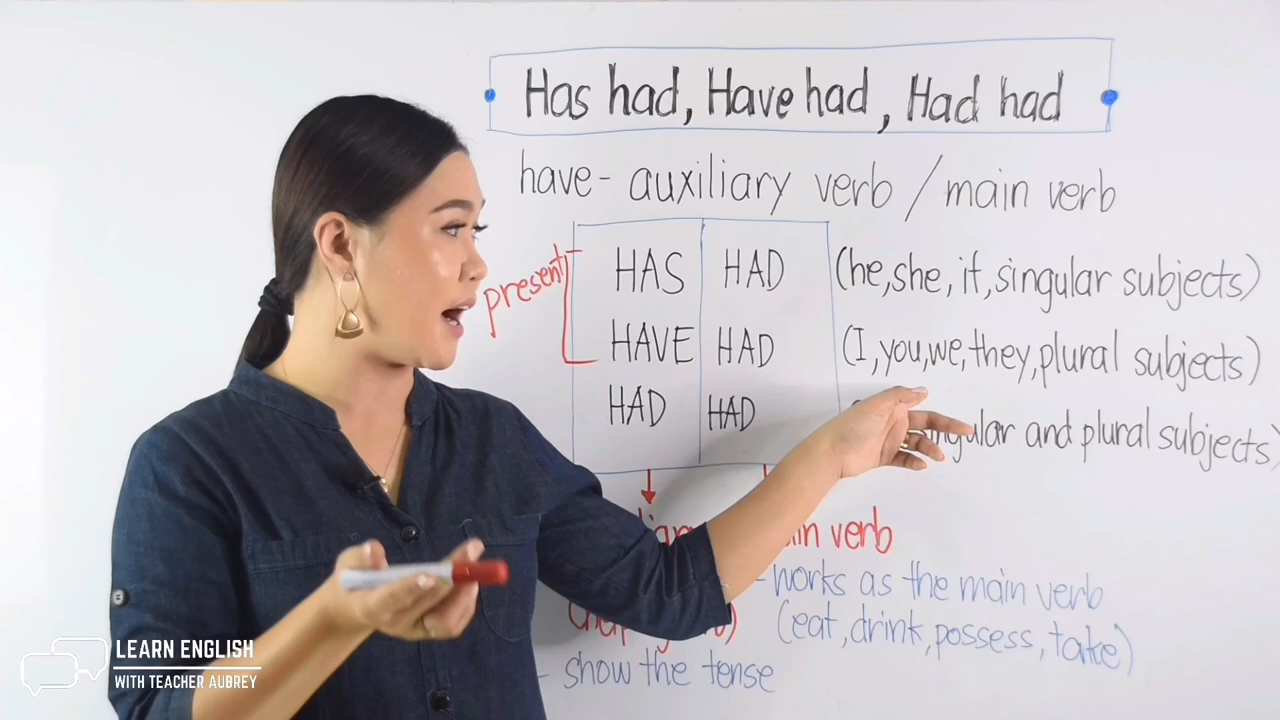 Has had, Have had, Had had
have- auxiliary verb / main verb
present
HAS HAD (he, she, it, singular subjects)
HAVE HAD (I, you, we, they, plural subjects)
HAD HAD and plural subjects)
main verb
- works as the main verb
(eat, drink, possess, take)
- show the tense
LEARN ENGLISH
WITH TEACHER AUBREY